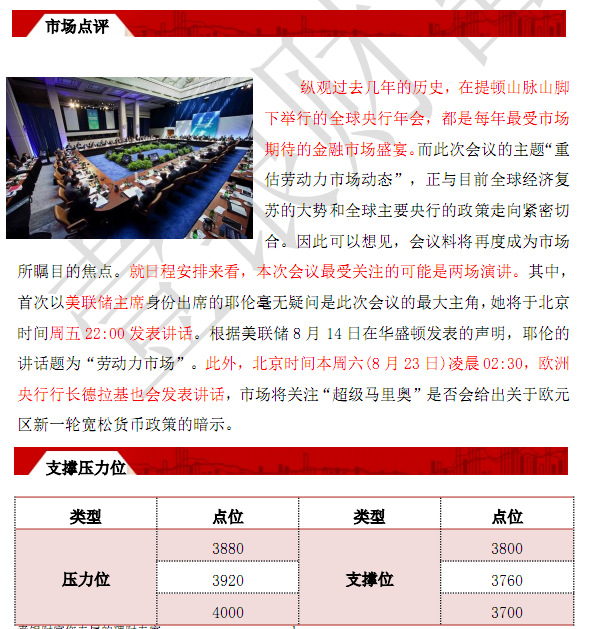 市场点评
纵观过去几年的历史，在提顿山脉山脚
下举行的全球央行年会，都是每年最受市场
期待的金融市场盛宴。而此次会议的主题“重
估劳动力市场动态”，正与目前全球经济复
苏的大势和全球主要央行的政策走向紧密切
合。因此可以想见，会议料将再度成为市场
所瞩目的焦点。就日程安排来看，本次会议最受关注的可能是两场演讲。其中，
首次以美联储主席身份出席的耶伦毫无疑问是此次会议的最大主角，她将于北京
时间周五 22:00 发表讲话。根据美联储 8 月 14 日在华盛顿发表的声明，耶伦的
讲话题为“劳动力市场”。此外，北京时间本周六(8 月 23 日)凌晨 02:30，欧洲
央行行长德拉基也会发表讲话，市场将关注“超级马里奥”是否会给出关于欧元
区新一轮宽松货币政策的暗示。
支撑压力位
类型 点位 类型 点位
3880 3800
压力位 3920 支撑位 3760
4000 3700